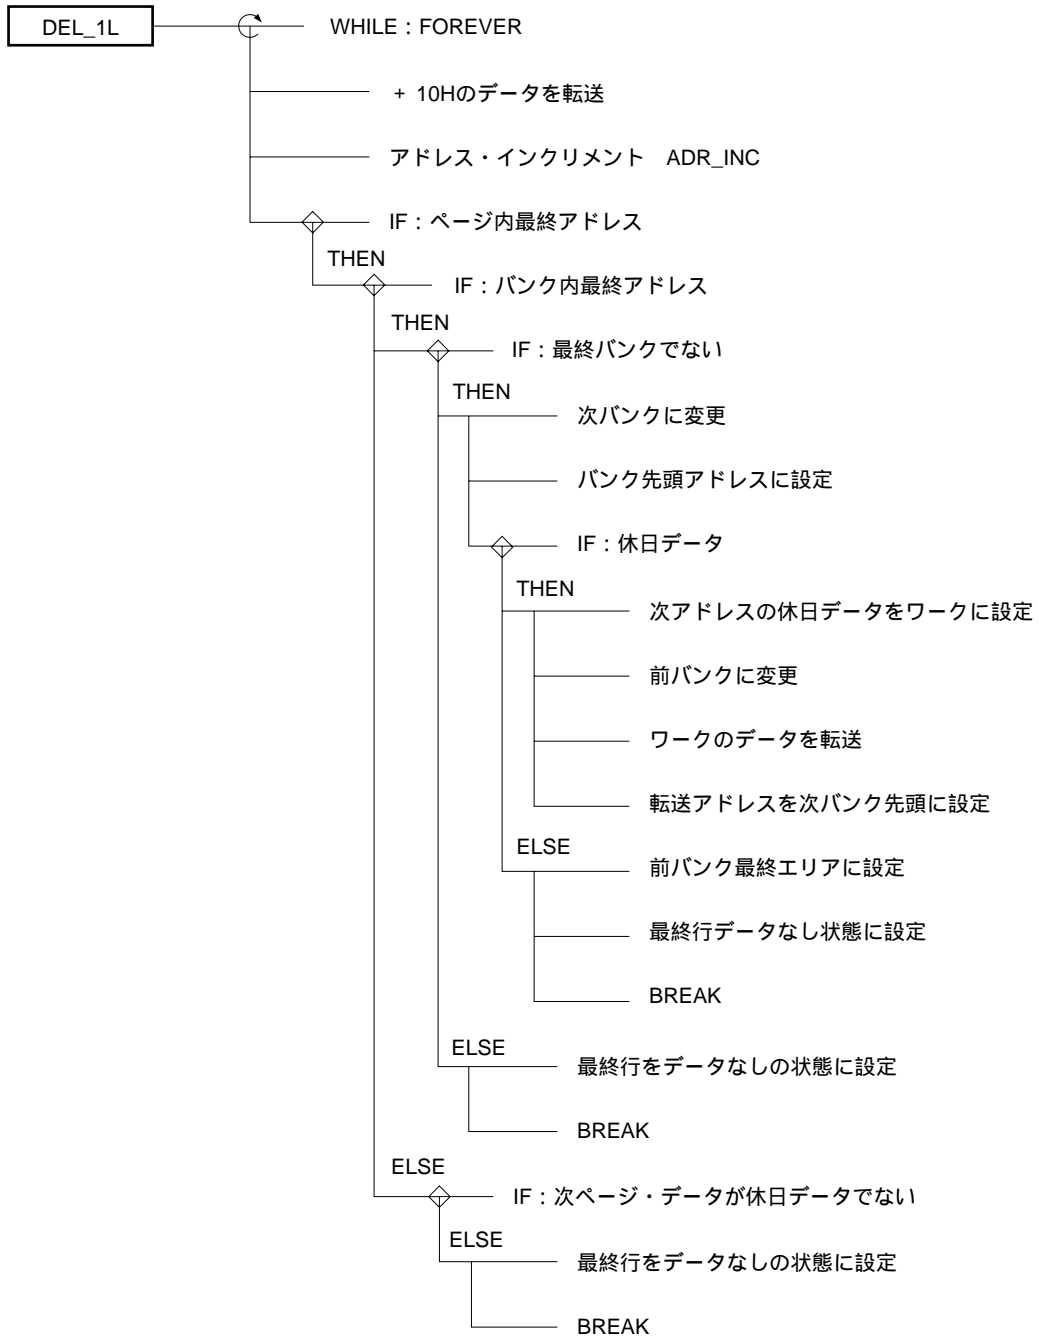 DEL_1L
WHILE : FOREVER
+ 10Hのデータを転送
アドレス・インクリメント ADR_INC
IF : ページ内最終アドレス
THEN
IF : バンク内最終アドレス
THEN
IF : 最終バンクでない
THEN
次バンクに変更
バンク先頭アドレスに設定
IF : 休日データ
THEN
次アドレスの休日データをワークに設定
前バンクに変更
ワークのデータを転送
転送アドレスを次バンク先頭に設定
ELSE
前バンク最終エリアに設定
最終行データなし状態に設定
BREAK
ELSE
最終行をデータなしの状態に設定
BREAK
ELSE
IF : 次ページ・データが休日データでない
ELSE
最終行をデータなしの状態に設定
BREAK